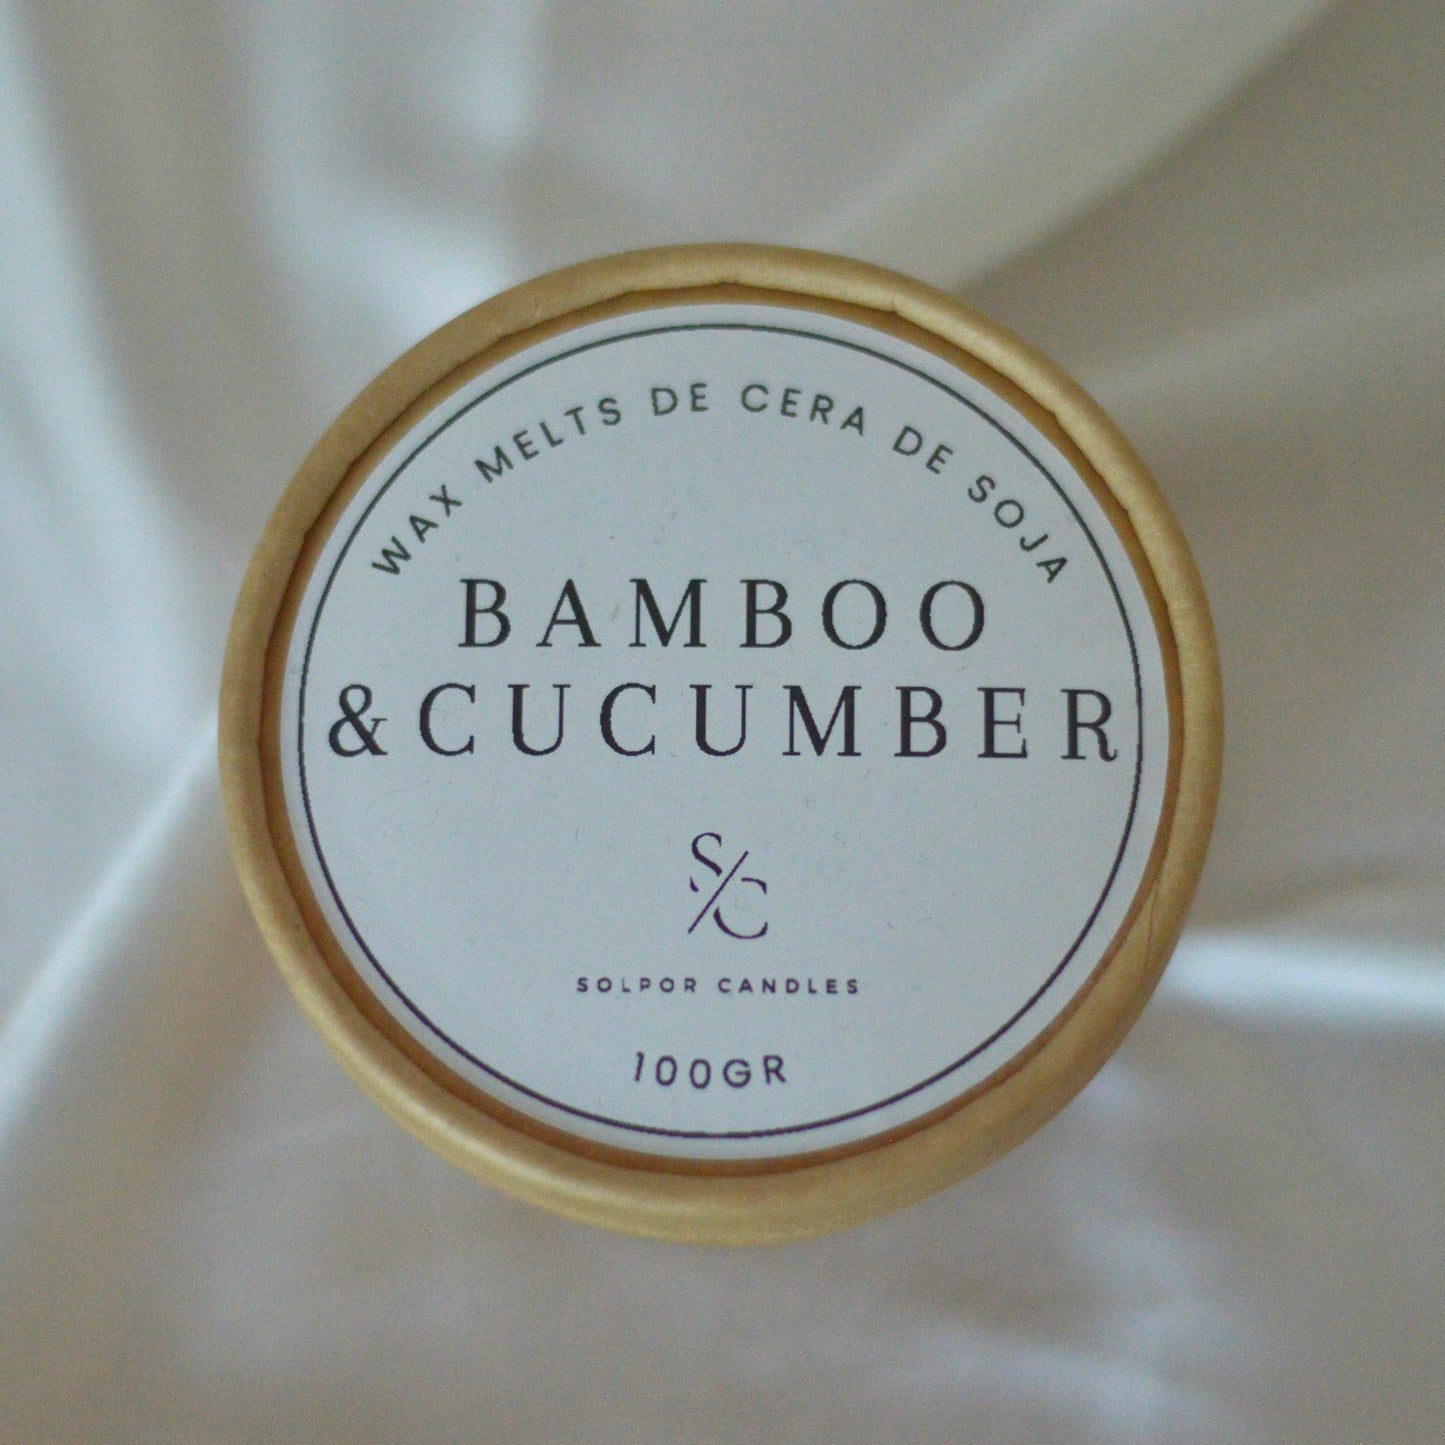 WAX MELTS DE CERA DE SOJA
BAMBOO
& CUCUMBER
S/C
SOLPOR CANDLES
100GR